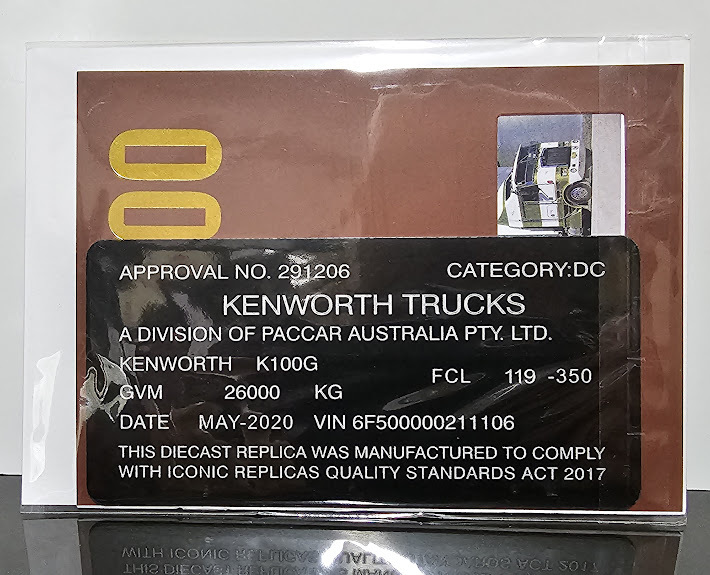 00
APPROVAL NO. 291206 CATEGORY:DC
KENWORTH TRUCKS
A DIVISION OF PACCAR AUSTRALIA PTY. LTD.
KENWORTH K100G
FCL 119 -350
GVM 26000 KG
DATE MAY-2020 VIN 6F500000211106
THIS DIECAST REPLICA WAS MANUFACTURED TO COMPLY
WITH ICONIC REPLICAS QUALITY STANDARDS ACT 2017